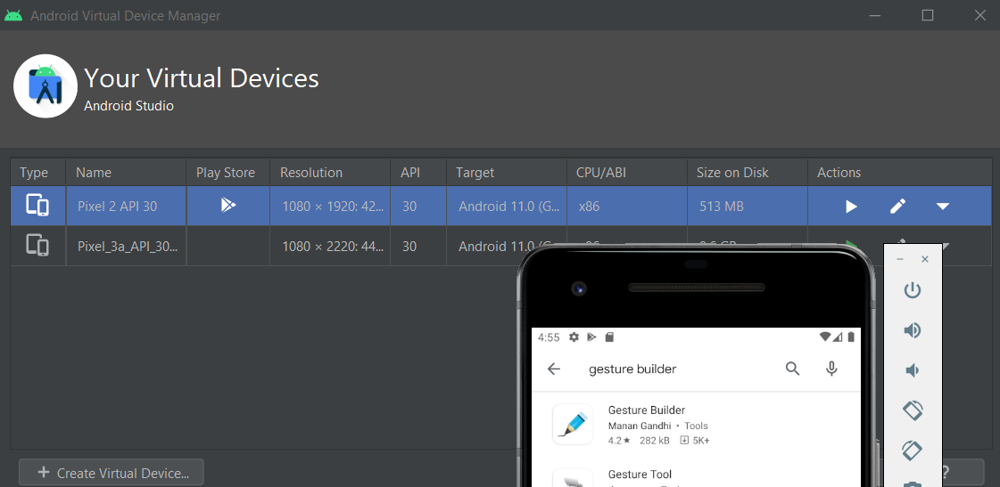 Android Virtual Device Manager
Your Virtual Devices
Android Studio
Type Name Play Store Resolution API Target CPU/ABI Size on Disk Actions
Pixel 2 API 30 1080 × 1920: 42... 30 Android 11.0 (G... x86 513 MB
Pixel_3a_API_30... 1080 × 2220: 44... 30 Android 11.0
4:55
gesture builder
Gesture Builder
Manan Gandhi • Tools
4.2★ 282 kB 5K+
Gesture Tool
+ Create Virtual Device...
?